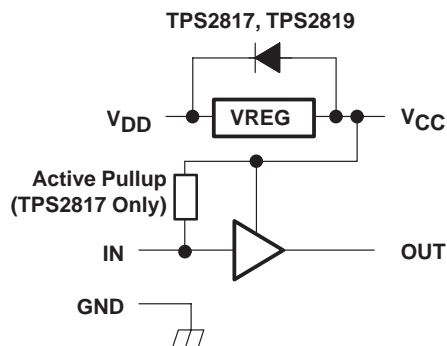 TPS2817, TPS2819
VDD
VREG
VCC
Active Pullup
(TPS2817 Only)
IN
OUT
GND